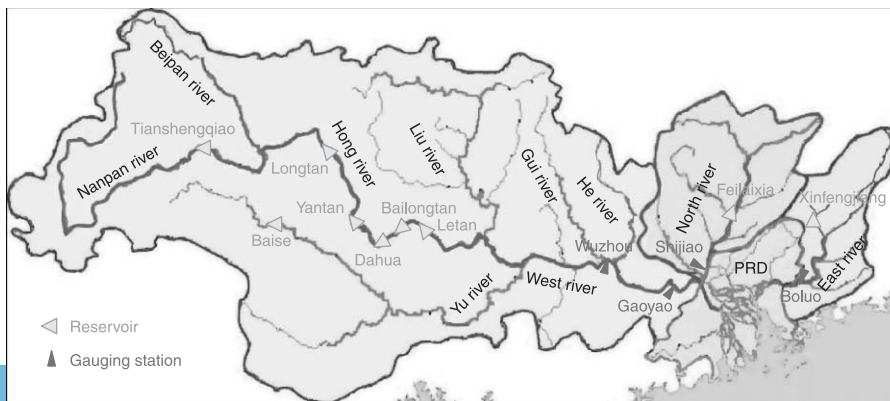 Beipan river
Tianshengqiao
Nanpan river
Longtan
Hong river
Liu river
Gui river
He river
North river
Feilaixia
Xinfengjiang
Yantan
Bailongtan
Letan
Baise
Dahua
Wuzhou
Shijiao
PRD
East river
Yu river
West river
Gaoyao
Boluo
Reservoir
Gauging station